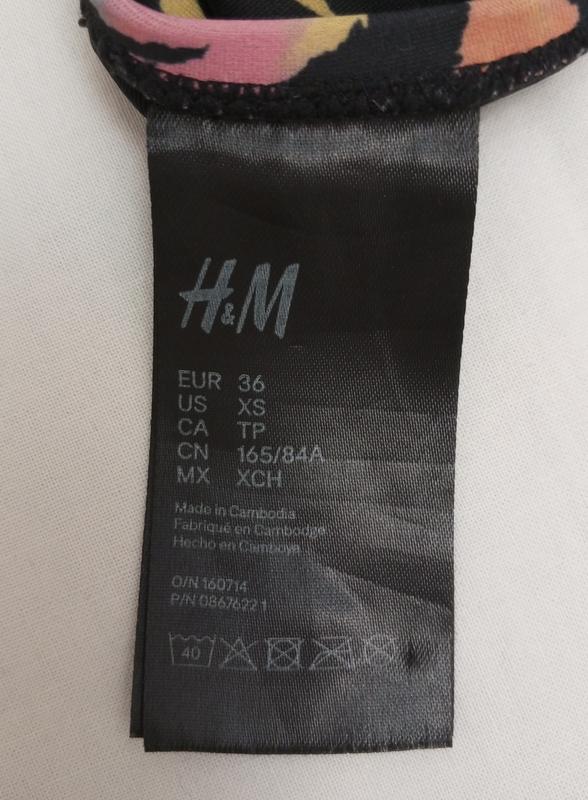 H&M
EUR 36
US XS
CA TP
CN 165/84A
MX XCH
Made in Cambodia
Fabriqué en Cambodge
Hecho en Camboya
O/N 160714
P/N 0867622 1
40